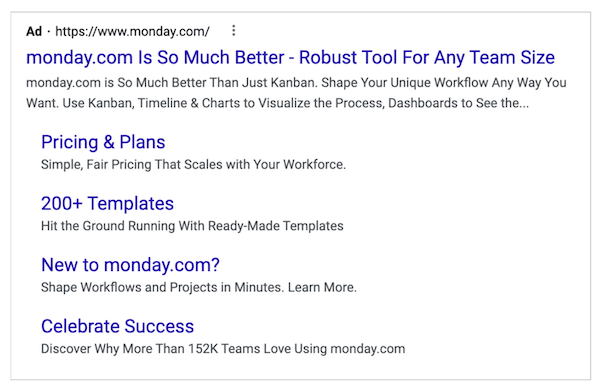 Ad · https://www.monday.com/
monday.com Is So Much Better - Robust Tool For Any Team Size
monday.com is So Much Better Than Just Kanban. Shape Your Unique Workflow Any Way You
Want. Use Kanban, Timeline & Charts to Visualize the Process, Dashboards to See the...
Pricing & Plans
Simple, Fair Pricing That Scales with Your Workforce.
200+ Templates
Hit the Ground Running With Ready-Made Templates
New to monday.com?
Shape Workflows and Projects in Minutes. Learn More.
Celebrate Success
Discover Why More Than 152K Teams Love Using monday.com